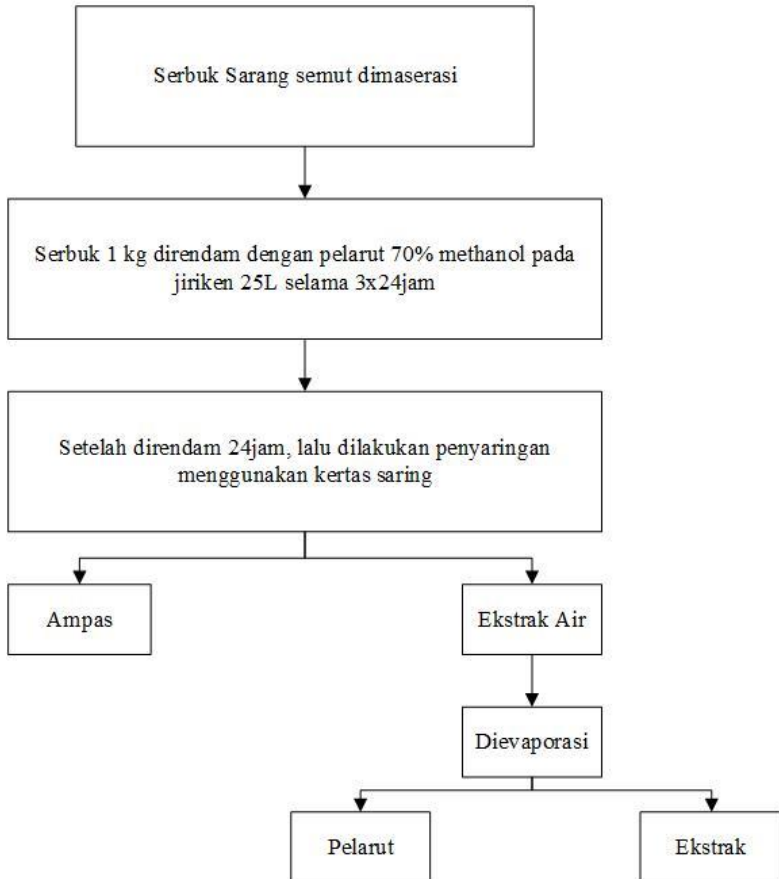 Serbuk Sarang semut dimaserasi
Serbuk 1 kg direndam dengan pelarut 70% methanol pada
jiriken 25L selama 3x24jam
Setelah direndam 24jam, lalu dilakukan penyaringan
menggunakan kertas saring
Ampas
Ekstrak Air
Dievaporasi
Pelarut
Ekstrak